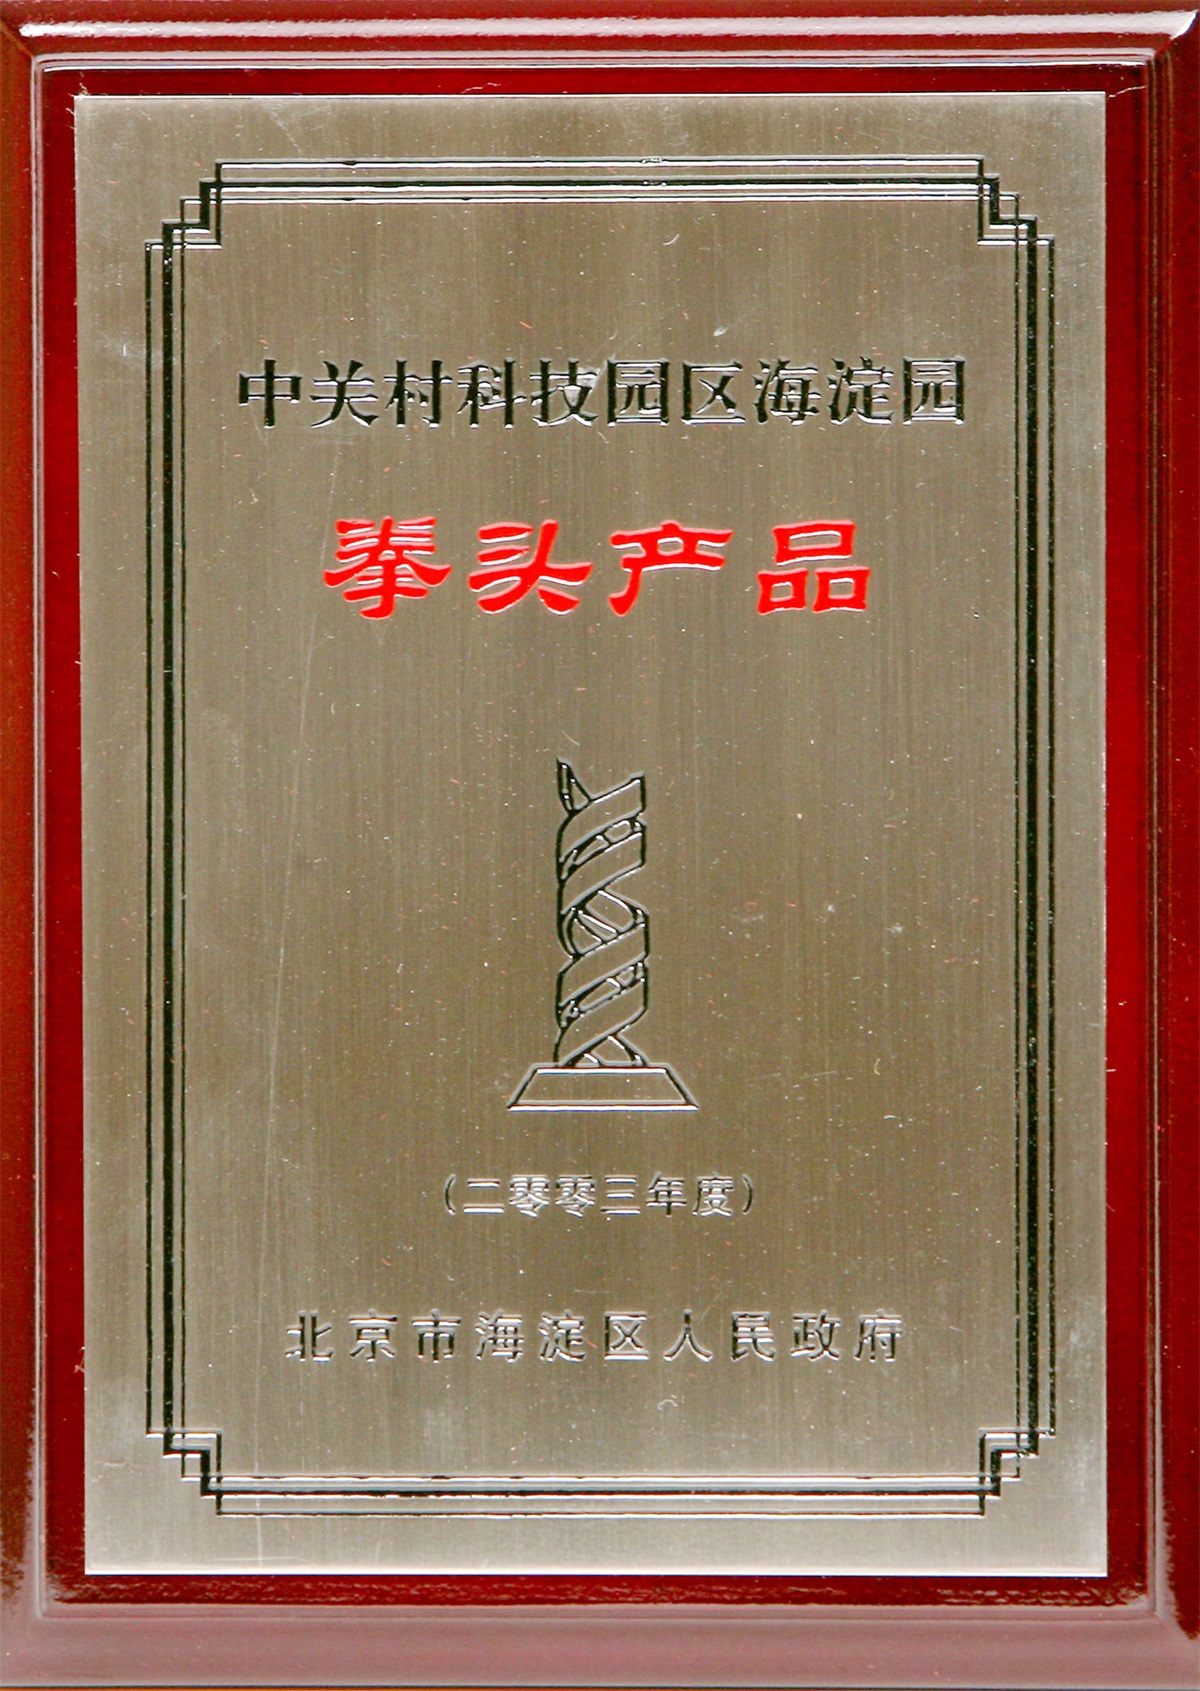 中关村科技园区海淀园
拳头产品
(二零零三年度)
北京市海淀区人民政府